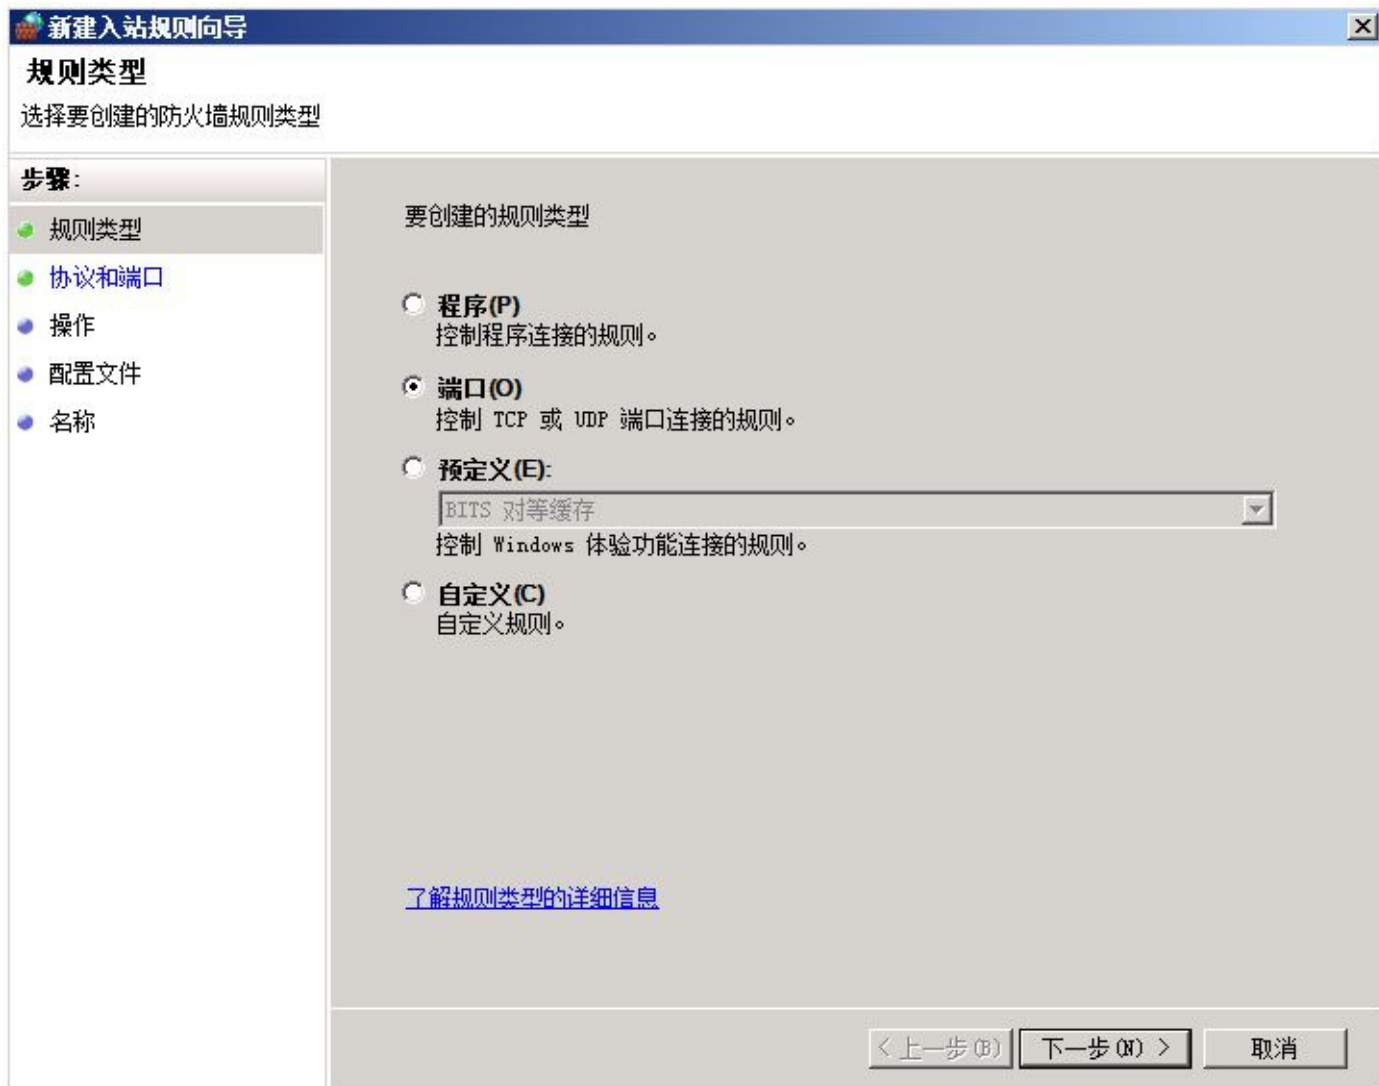 新建入站规则向导
规则类型
选择要创建的防火墙规则类型
步骤:
规则类型
协议和端口
操作
配置文件
名称
要创建的规则类型
程序(P)
控制程序连接的规则。
端口(O)
控制 TCP 或 UDP 端口连接的规则。
预定义(E):
BITS 对等缓存
控制 Windows 体验功能连接的规则。
自定义(C)
自定义规则。
了解规则类型的详细信息
< 上一步(B)
下一步(N) >
取消